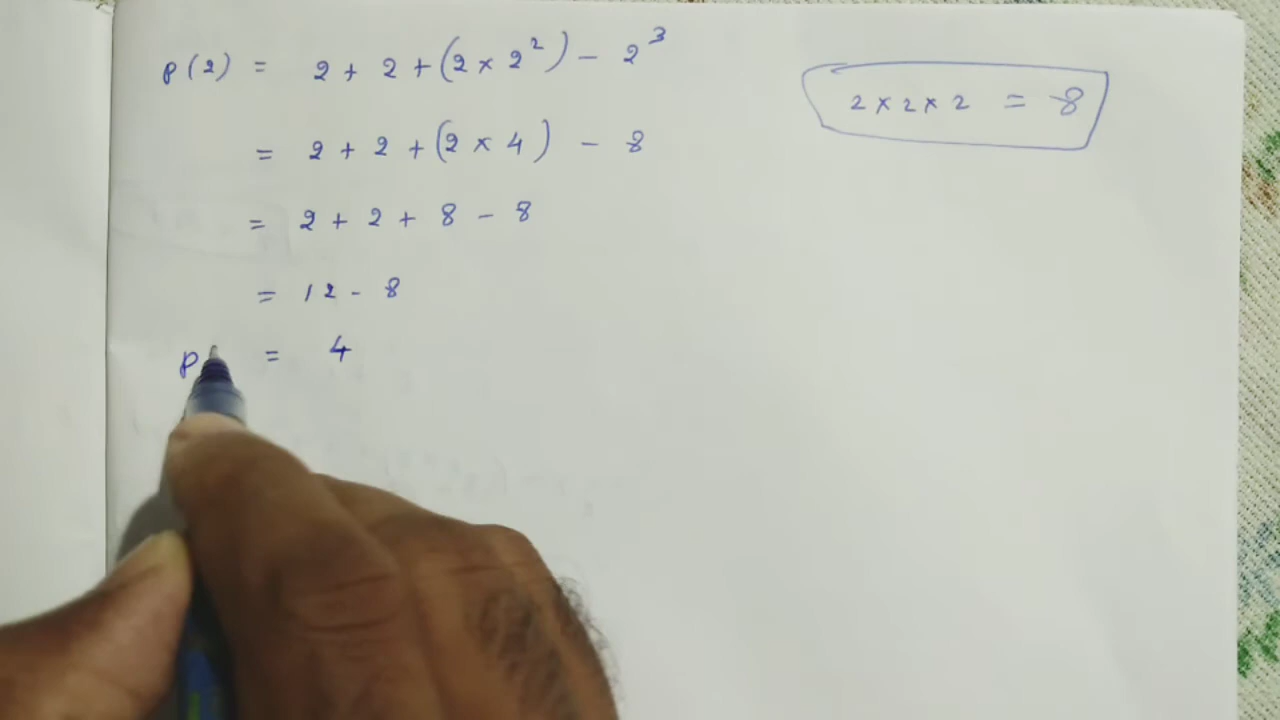 p(2) = 2 + 2 + (2 × 2²) - 2³
= 2 + 2 + (2 × 4) - 8
= 2 + 2 + 8 - 8
= 12 - 8
p = 4
2 × 2 × 2 = 8